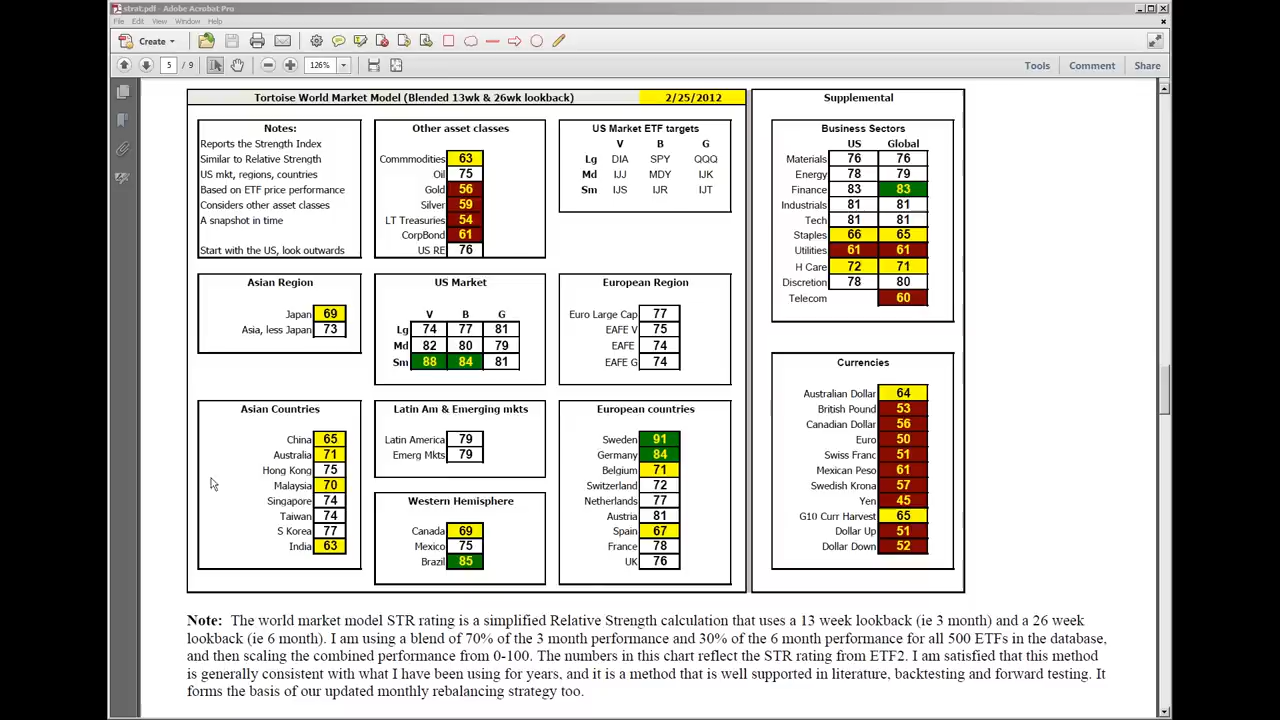 strat.pdf - Adobe Acrobat Pro
File Edit View Window Help
Create
5 / 9 126% Tools Comment Share
Tortoise World Market Model (Blended 13wk & 26wk lookback) 2/25/2012
Notes:
Reports the Strength Index
Similar to Relative Strength
US mkt, regions, countries
Based on ETF price performance
Considers other asset classes
A snapshot in time
Start with the US, look outwards
Other asset classes
Commmodities 63
Oil 75
Gold 56
Silver 59
LT Treasuries 54
CorpBond 61
US RE 76
US Market ETF targets
V B G
Lg DIA SPY QQQ
Md IJJ MDY IJK
Sm IJS IJR IJT
Asian Region
Japan 69
Asia, less Japan 73
US Market
V B G
Lg 74 77 81
Md 82 80 79
Sm 88 84 81
European Region
Euro Large Cap 77
EAFE V 75
EAFE 74
EAFE G 74
Asian Countries
China 65
Australia 71
Hong Kong 75
Malaysia 70
Singapore 74
Taiwan 74
S Korea 77
India 63
Latin Am & Emerging mkts
Latin America 79
Emerg Mkts 79
Western Hemisphere
Canada 69
Mexico 75
Brazil 85
European countries
Sweden 91
Germany 84
Belgium 71
Switzerland 72
Netherlands 77
Austria 81
Spain 67
France 78
UK 76
Supplemental
Business Sectors
US Global
Materials 76 76
Energy 78 79
Finance 83 83
Industrials 81 81
Tech 81 81
Staples 66 65
Utilities 61 61
H Care 72 71
Discretion 78 80
Telecom 60
Currencies
Australian Dollar 64
British Pound 53
Canadian Dollar 56
Euro 50
Swiss Franc 51
Mexican Peso 61
Swedish Krona 57
Yen 45
G10 Curr Harvest 65
Dollar Up 51
Dollar Down 52
Note: The world market model STR rating is a simplified Relative Strength calculation that uses a 13 week lookback (ie 3 month) and a 26 week
lookback (ie 6 month). I am using a blend of 70% of the 3 month performance and 30% of the 6 month performance for all 500 ETFs in the database,
and then scaling the combined performance from 0-100. The numbers in this chart reflect the STR rating from ETF2. I am satisfied that this method
is generally consistent with what I have been using for years, and it is a method that is well supported in literature, backtesting and forward testing. It
forms the basis of our updated monthly rebalancing strategy too.